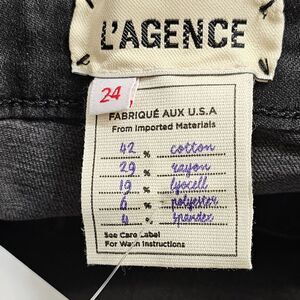 L'AGENCE
24
FABRIQUÉ AUX U.S.A
From Imported Materials
42 % cotton
29 % rayon
19 % lyocell
6 % polyester
4 % spandex
See Care Label
For Wash Instructions